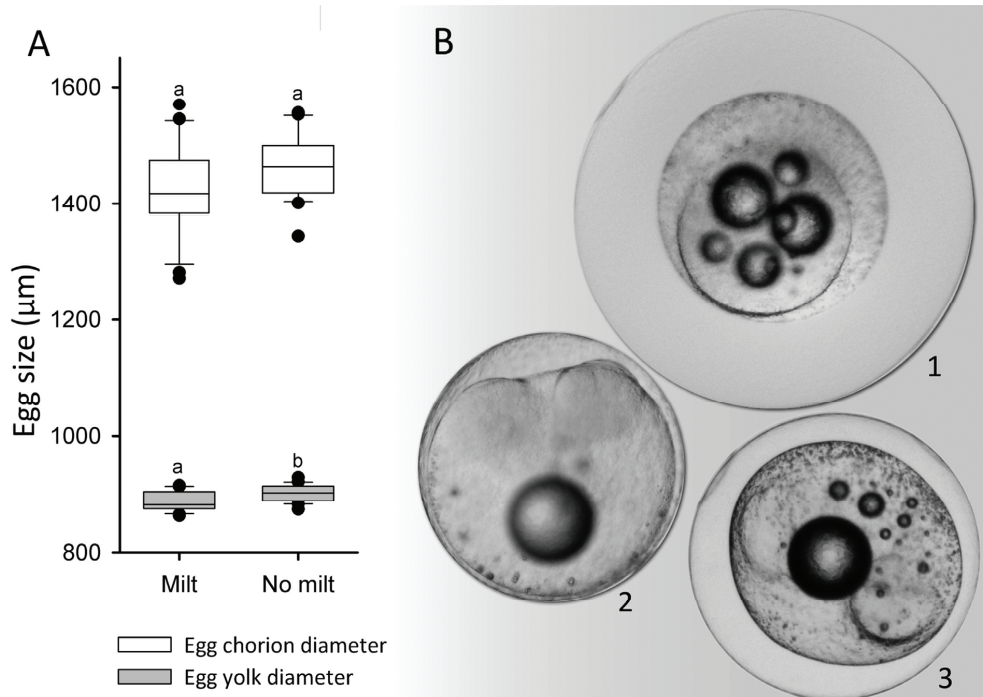 A
B
Egg size (µm)
1600
1400
1200
1000
800
a
a
a
b
Milt
No milt
Egg chorion diameter
Egg yolk diameter
1
2
3